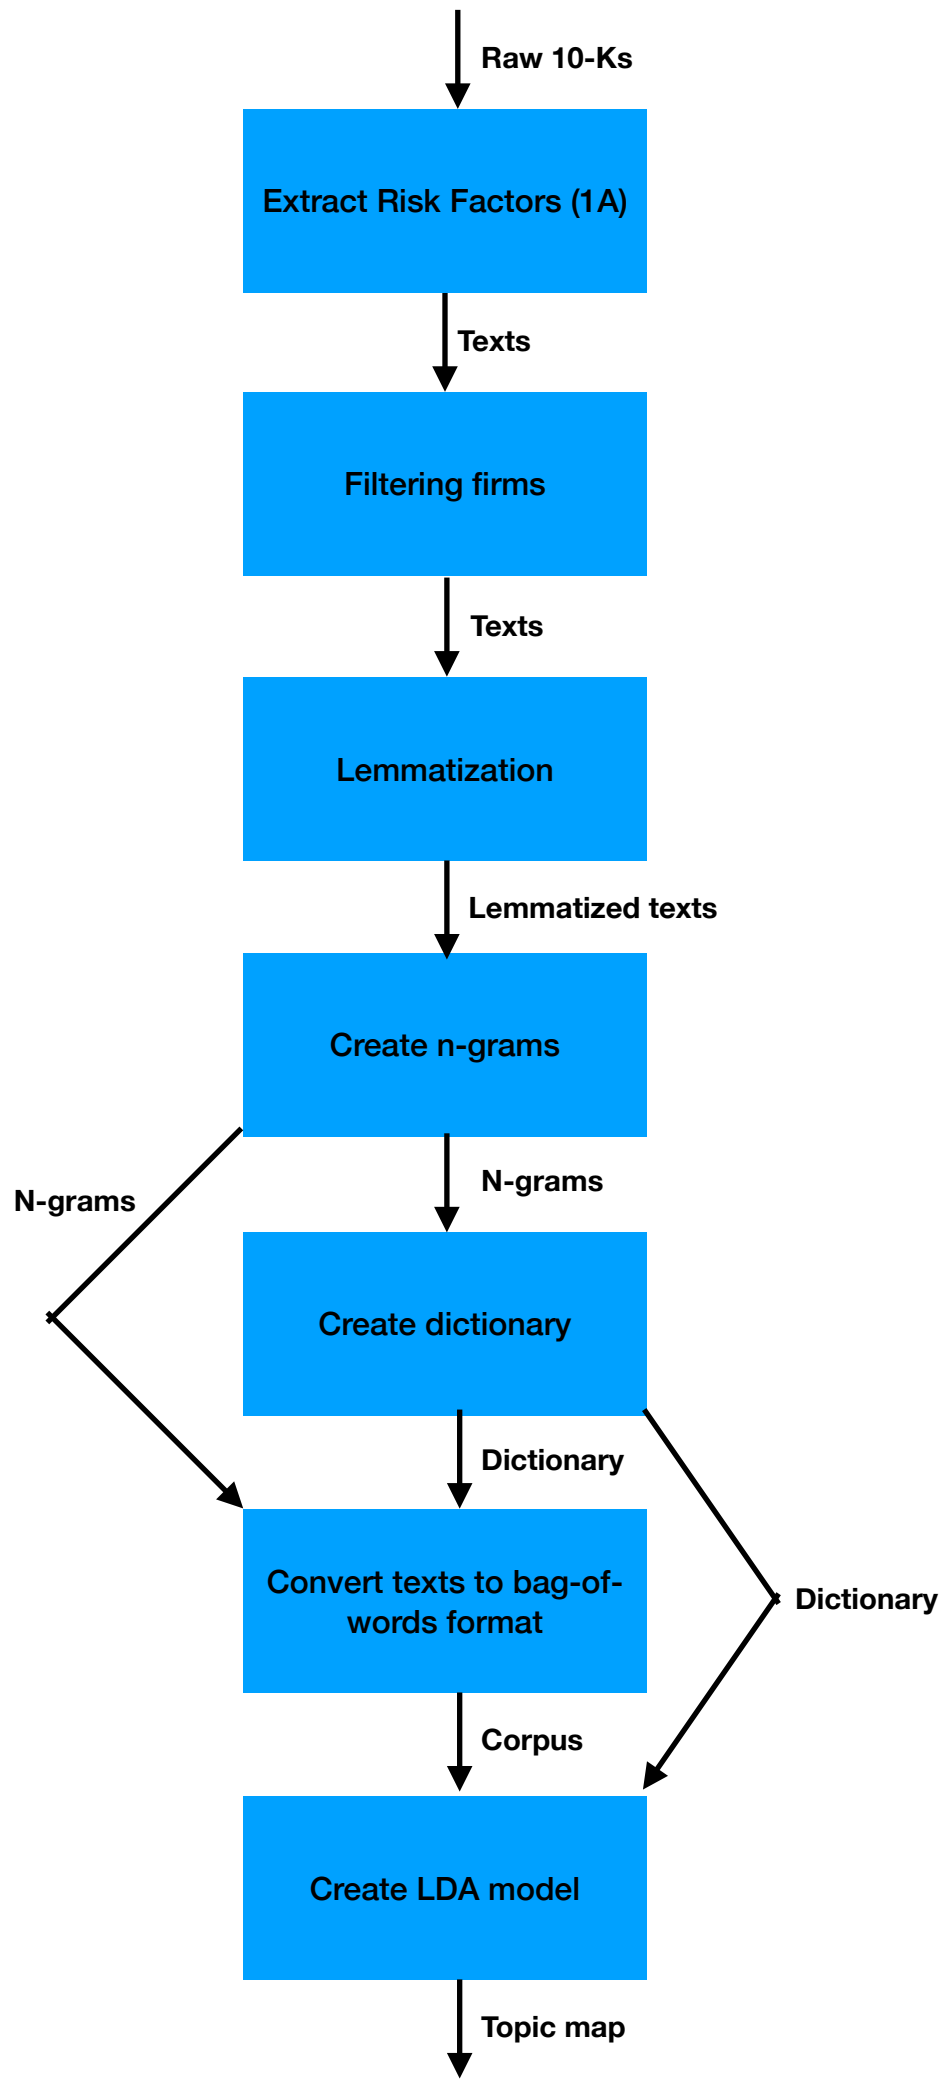 Raw 10-Ks
Extract Risk Factors (1A)
Texts
Filtering firms
Texts
Lemmatization
Lemmatized texts
Create n-grams
N-grams
N-grams
Create dictionary
Dictionary
Convert texts to bag-of-
words format
Dictionary
Corpus
Create LDA model
Topic map